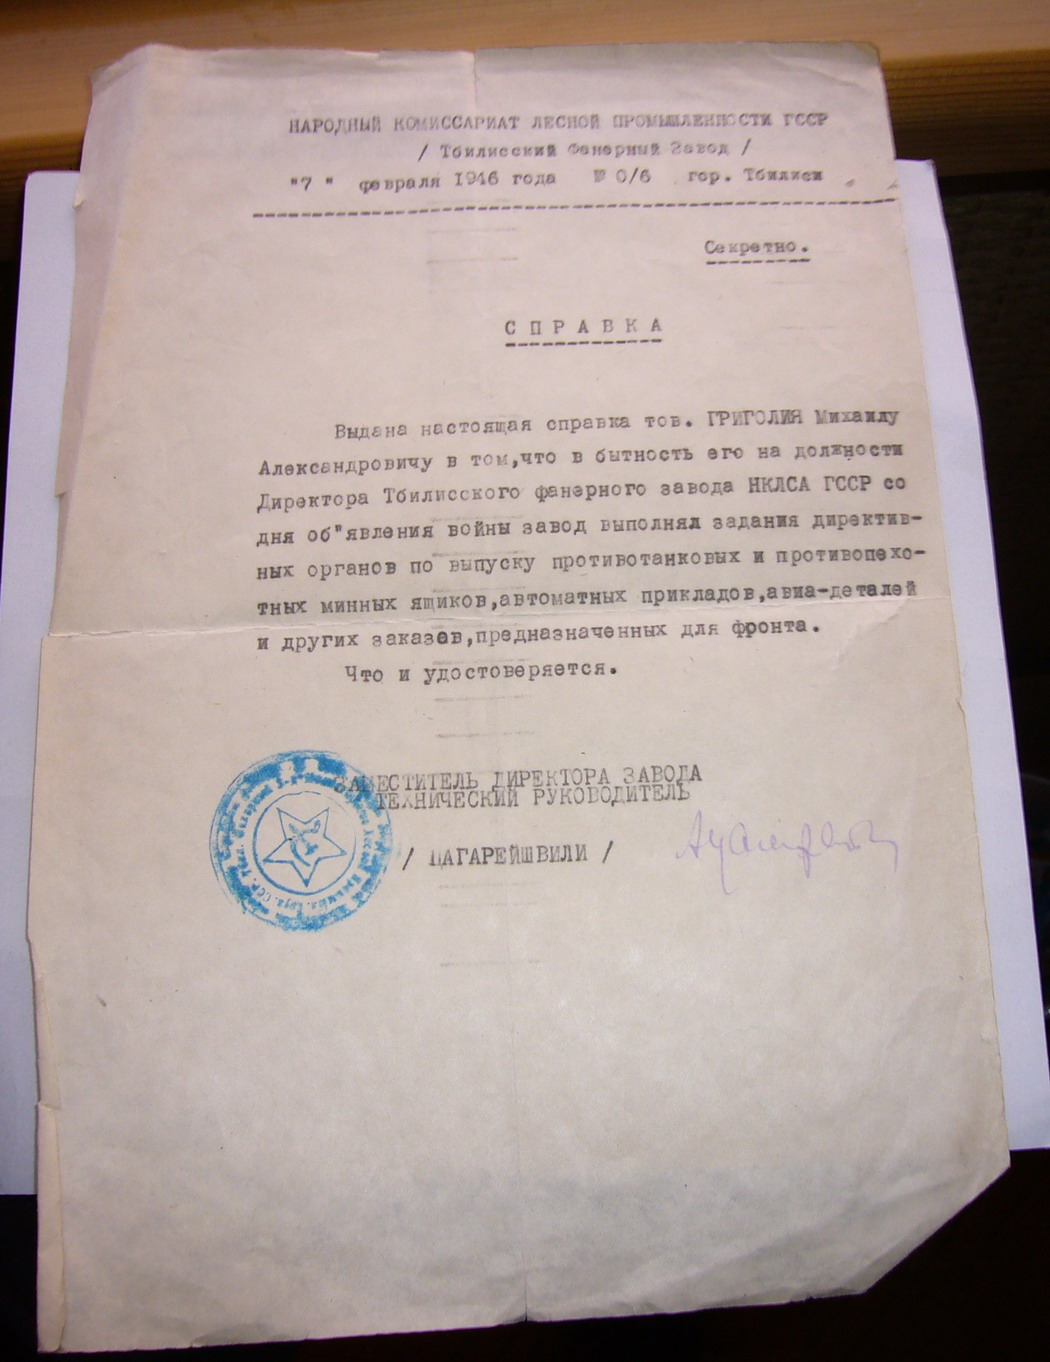 НАРОДНЫЙ КОМИССАРИАТ ЛЕСНОЙ ПРОМЫШЛЕННОСТИ ГССР
/ Тбилисский Фанерный Завод /
"7" февраля 1946 года № 0/6 гор. Тбилиси
Секретно.
СПРАВКА
Выдана настоящая справка тов. ГРИГОЛИЯ Михаилу
Александровичу в том,что в бытность его на должности
Директора Тбилисского фанерного завода НКЛСА ГССР со
дня об"явления войны завод выполнял задания директив-
ных органов по выпуску противотанковых и противопехо-
тных минных ящиков,автоматных прикладов,авиа-деталей
и других заказов,предназначенных для фронта.
Что и удостоверяется.
ЗАМЕСТИТЕЛЬ ДИРЕКТОРА ЗАВОДА
ТЕХНИЧЕСКИЙ РУКОВОДИТЕЛЬ
/ ЦАГАРЕЙШВИЛИ /